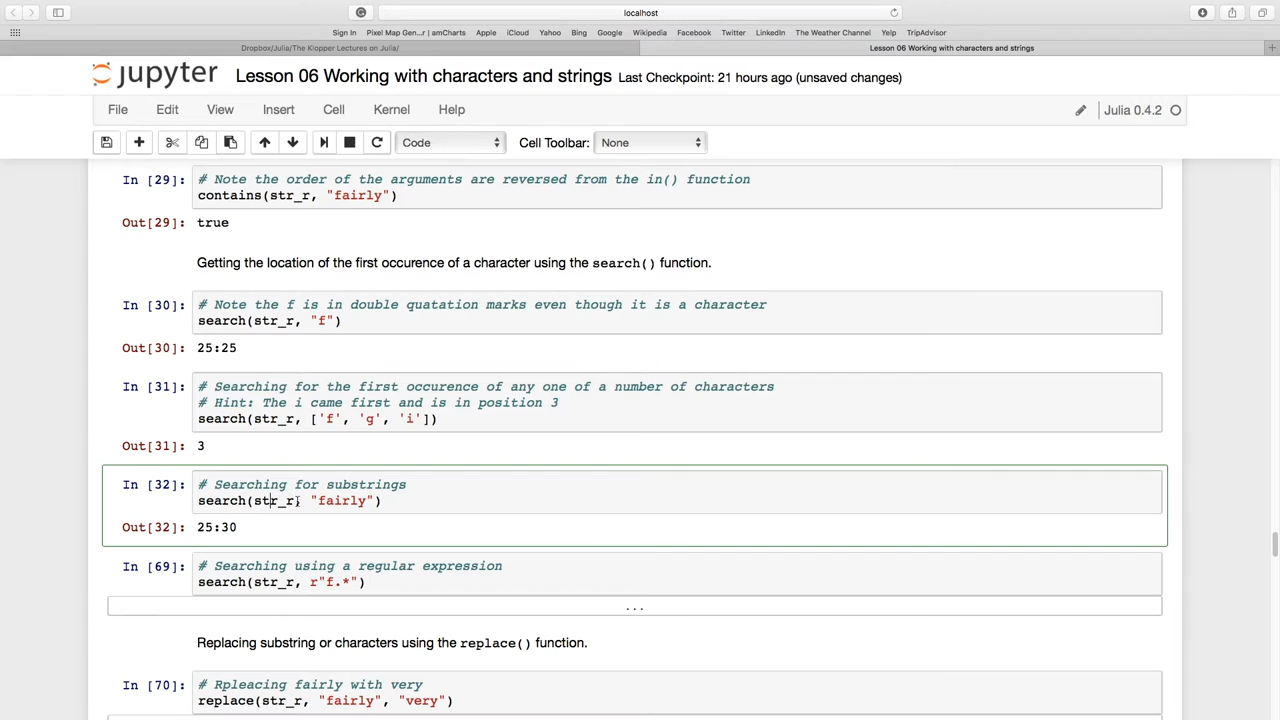 localhost
Sign In Pixel Map Gen...r | amCharts Apple iCloud Yahoo Bing Google Wikipedia Facebook Twitter LinkedIn The Weather Channel Yelp TripAdvisor
Dropbox/Julia/The Klopper Lectures on Julia/ Lesson 06 Working with characters and strings
jupyter Lesson 06 Working with characters and strings Last Checkpoint: 21 hours ago (unsaved changes)
File Edit View Insert Cell Kernel Help Julia 0.4.2
Code Cell Toolbar: None
In [29]: # Note the order of the arguments are reversed from the in() function
contains(str_r, "fairly")
Out[29]: true
Getting the location of the first occurence of a character using the search() function.
In [30]: # Note the f is in double quatation marks even though it is a character
search(str_r, "f")
Out[30]: 25:25
In [31]: # Searching for the first occurence of any one of a number of characters
# Hint: The i came first and is in position 3
search(str_r, ['f', 'g', 'i'])
Out[31]: 3
In [32]: # Searching for substrings
search(str_r, "fairly")
Out[32]: 25:30
In [69]: # Searching using a regular expression
search(str_r, r"f.*")
...
Replacing substring or characters using the replace() function.
In [70]: # Rpleacing fairly with very
replace(str_r, "fairly", "very")